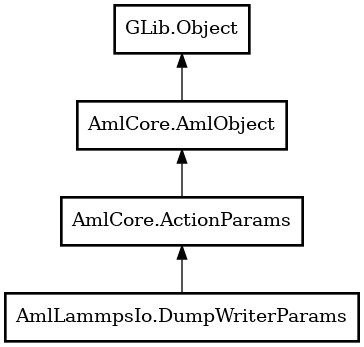 GLib.Object
AmlCore.AmlObject
AmlCore.ActionParams
AmlLammpsIo.DumpWriterParams